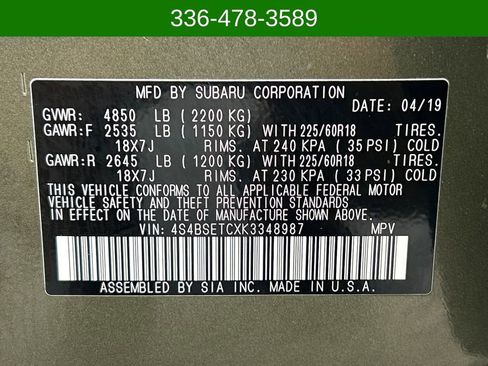 336-478-3589
MFD BY SUBARU CORPORATION
GVWR: 4850 LB ( 2200 KG) DATE: 04/19
GAWR:F 2535 LB ( 1150 KG) WITH 225/60R18 TIRES.
18X7J RIMS. AT 240 KPA ( 35 PSI) COLD
GAWR:R 2645 LB ( 1200 KG) WITH 225/60R18 TIRES.
18X7J RIMS. AT 230 KPA ( 33 PSI) COLD
THIS VEHICLE CONFORMS TO ALL APPLICABLE FEDERAL MOTOR
VEHICLE SAFETY AND THEFT PREVENTION STANDARDS
IN EFFECT ON THE DATE OF MANUFACTURE SHOWN ABOVE.
VIN: 4S4BSETCXK3348987 MPV
ASSEMBLED BY SIA INC. MADE IN U.S.A.